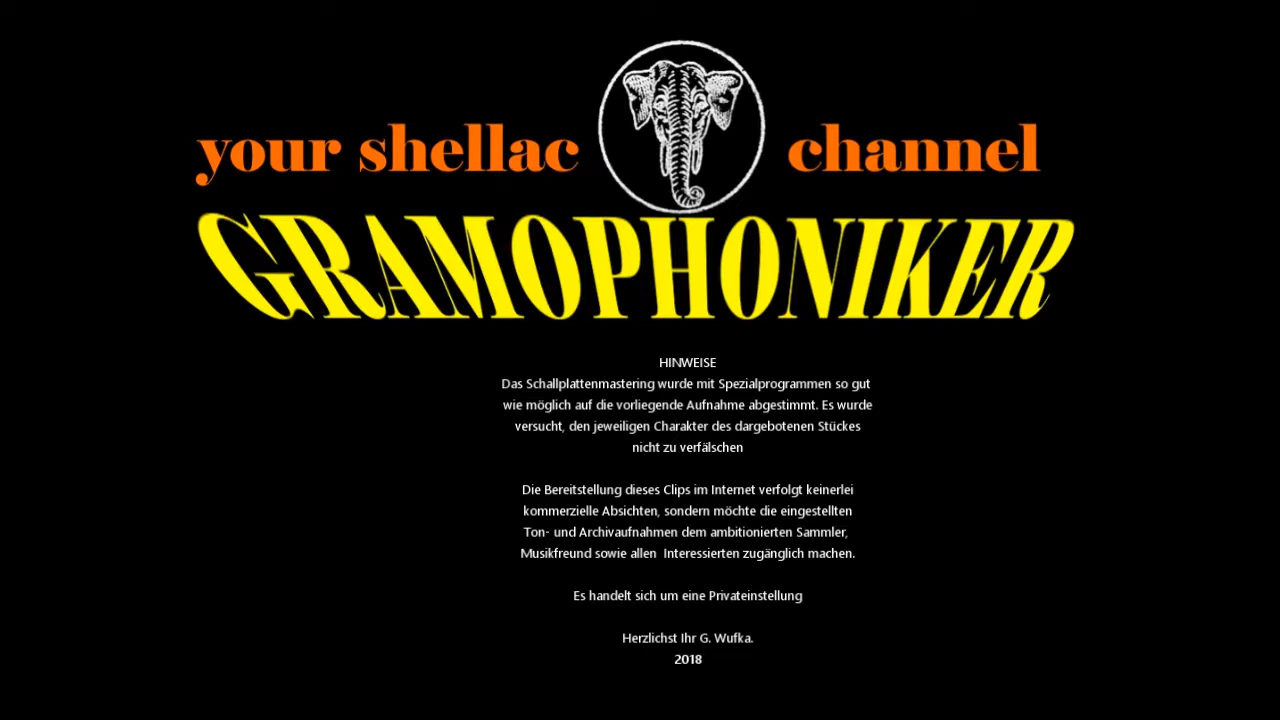 your shellac channel
GRAMOPHONIKER
HINWEISE
Das Schallplattenmastering wurde mit Spezialprogrammen so gut
wie möglich auf die vorliegende Aufnahme abgestimmt. Es wurde
versucht, den jeweiligen Charakter des dargebotenen Stückes
nicht zu verfälschen
Die Bereitstellung dieses Clips im Internet verfolgt keinerlei
kommerzielle Absichten, sondern möchte die eingestellten
Ton- und Archivaufnahmen dem ambitionierten Sammler,
Musikfreund sowie allen Interessierten zugänglich machen.
Es handelt sich um eine Privateinstellung
Herzlichst Ihr G. Wufka.
2018